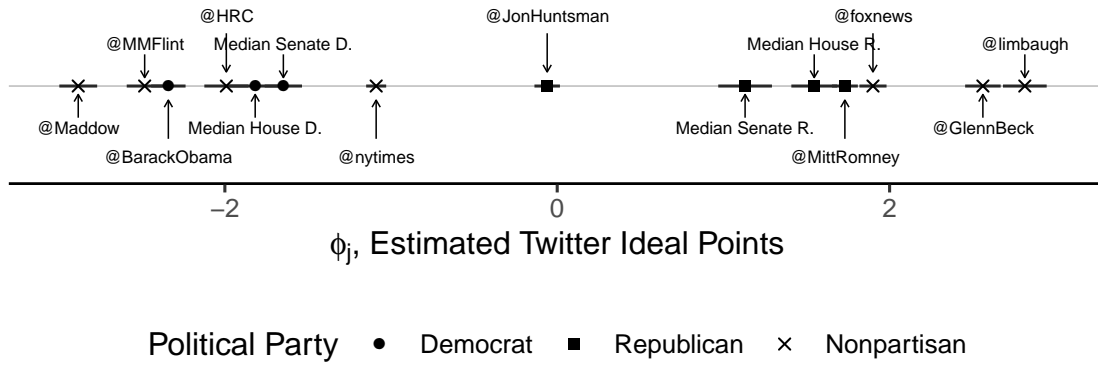 @HRC @JonHuntsman @foxnews
@MMFlint Median Senate D. Median House R. @limbaugh
@Maddow Median House D. Median Senate R. @GlennBeck
@BarackObama @nytimes @MittRomney
−2 0 2
ϕj, Estimated Twitter Ideal Points
Political Party Democrat Republican Nonpartisan